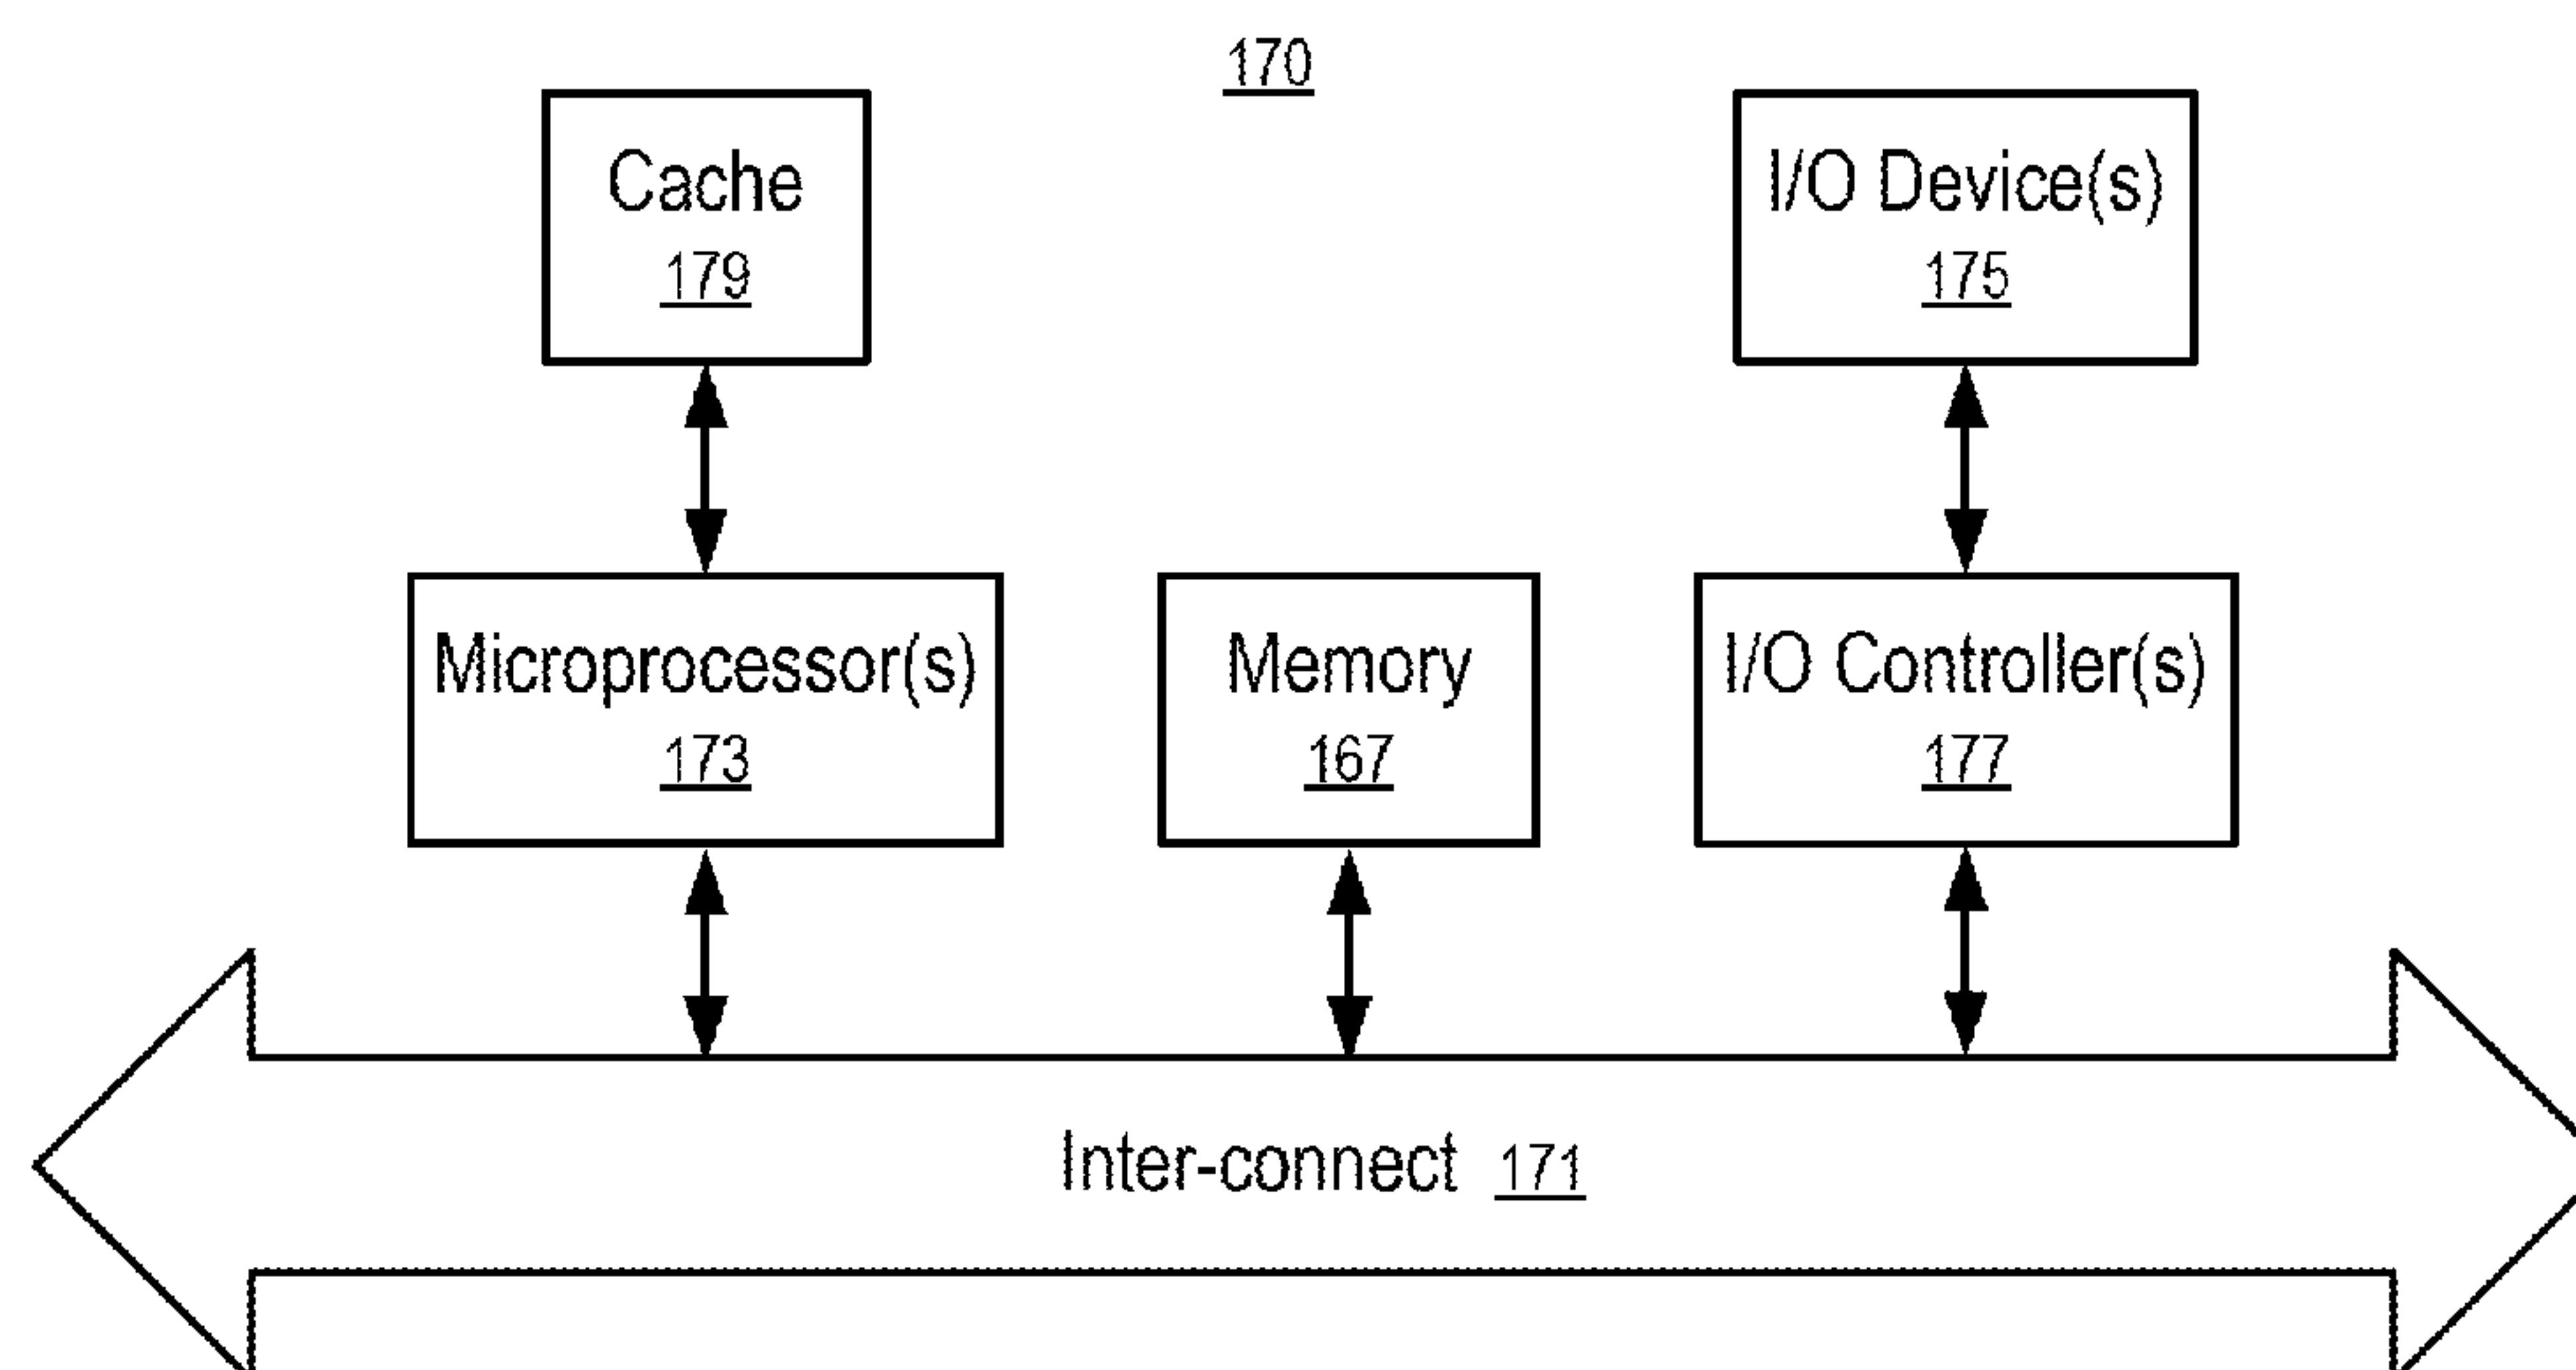 170
Cache
179
I/O Device(s)
175
Microprocessor(s)
173
Memory
167
I/O Controller(s)
177
Inter-connect 171